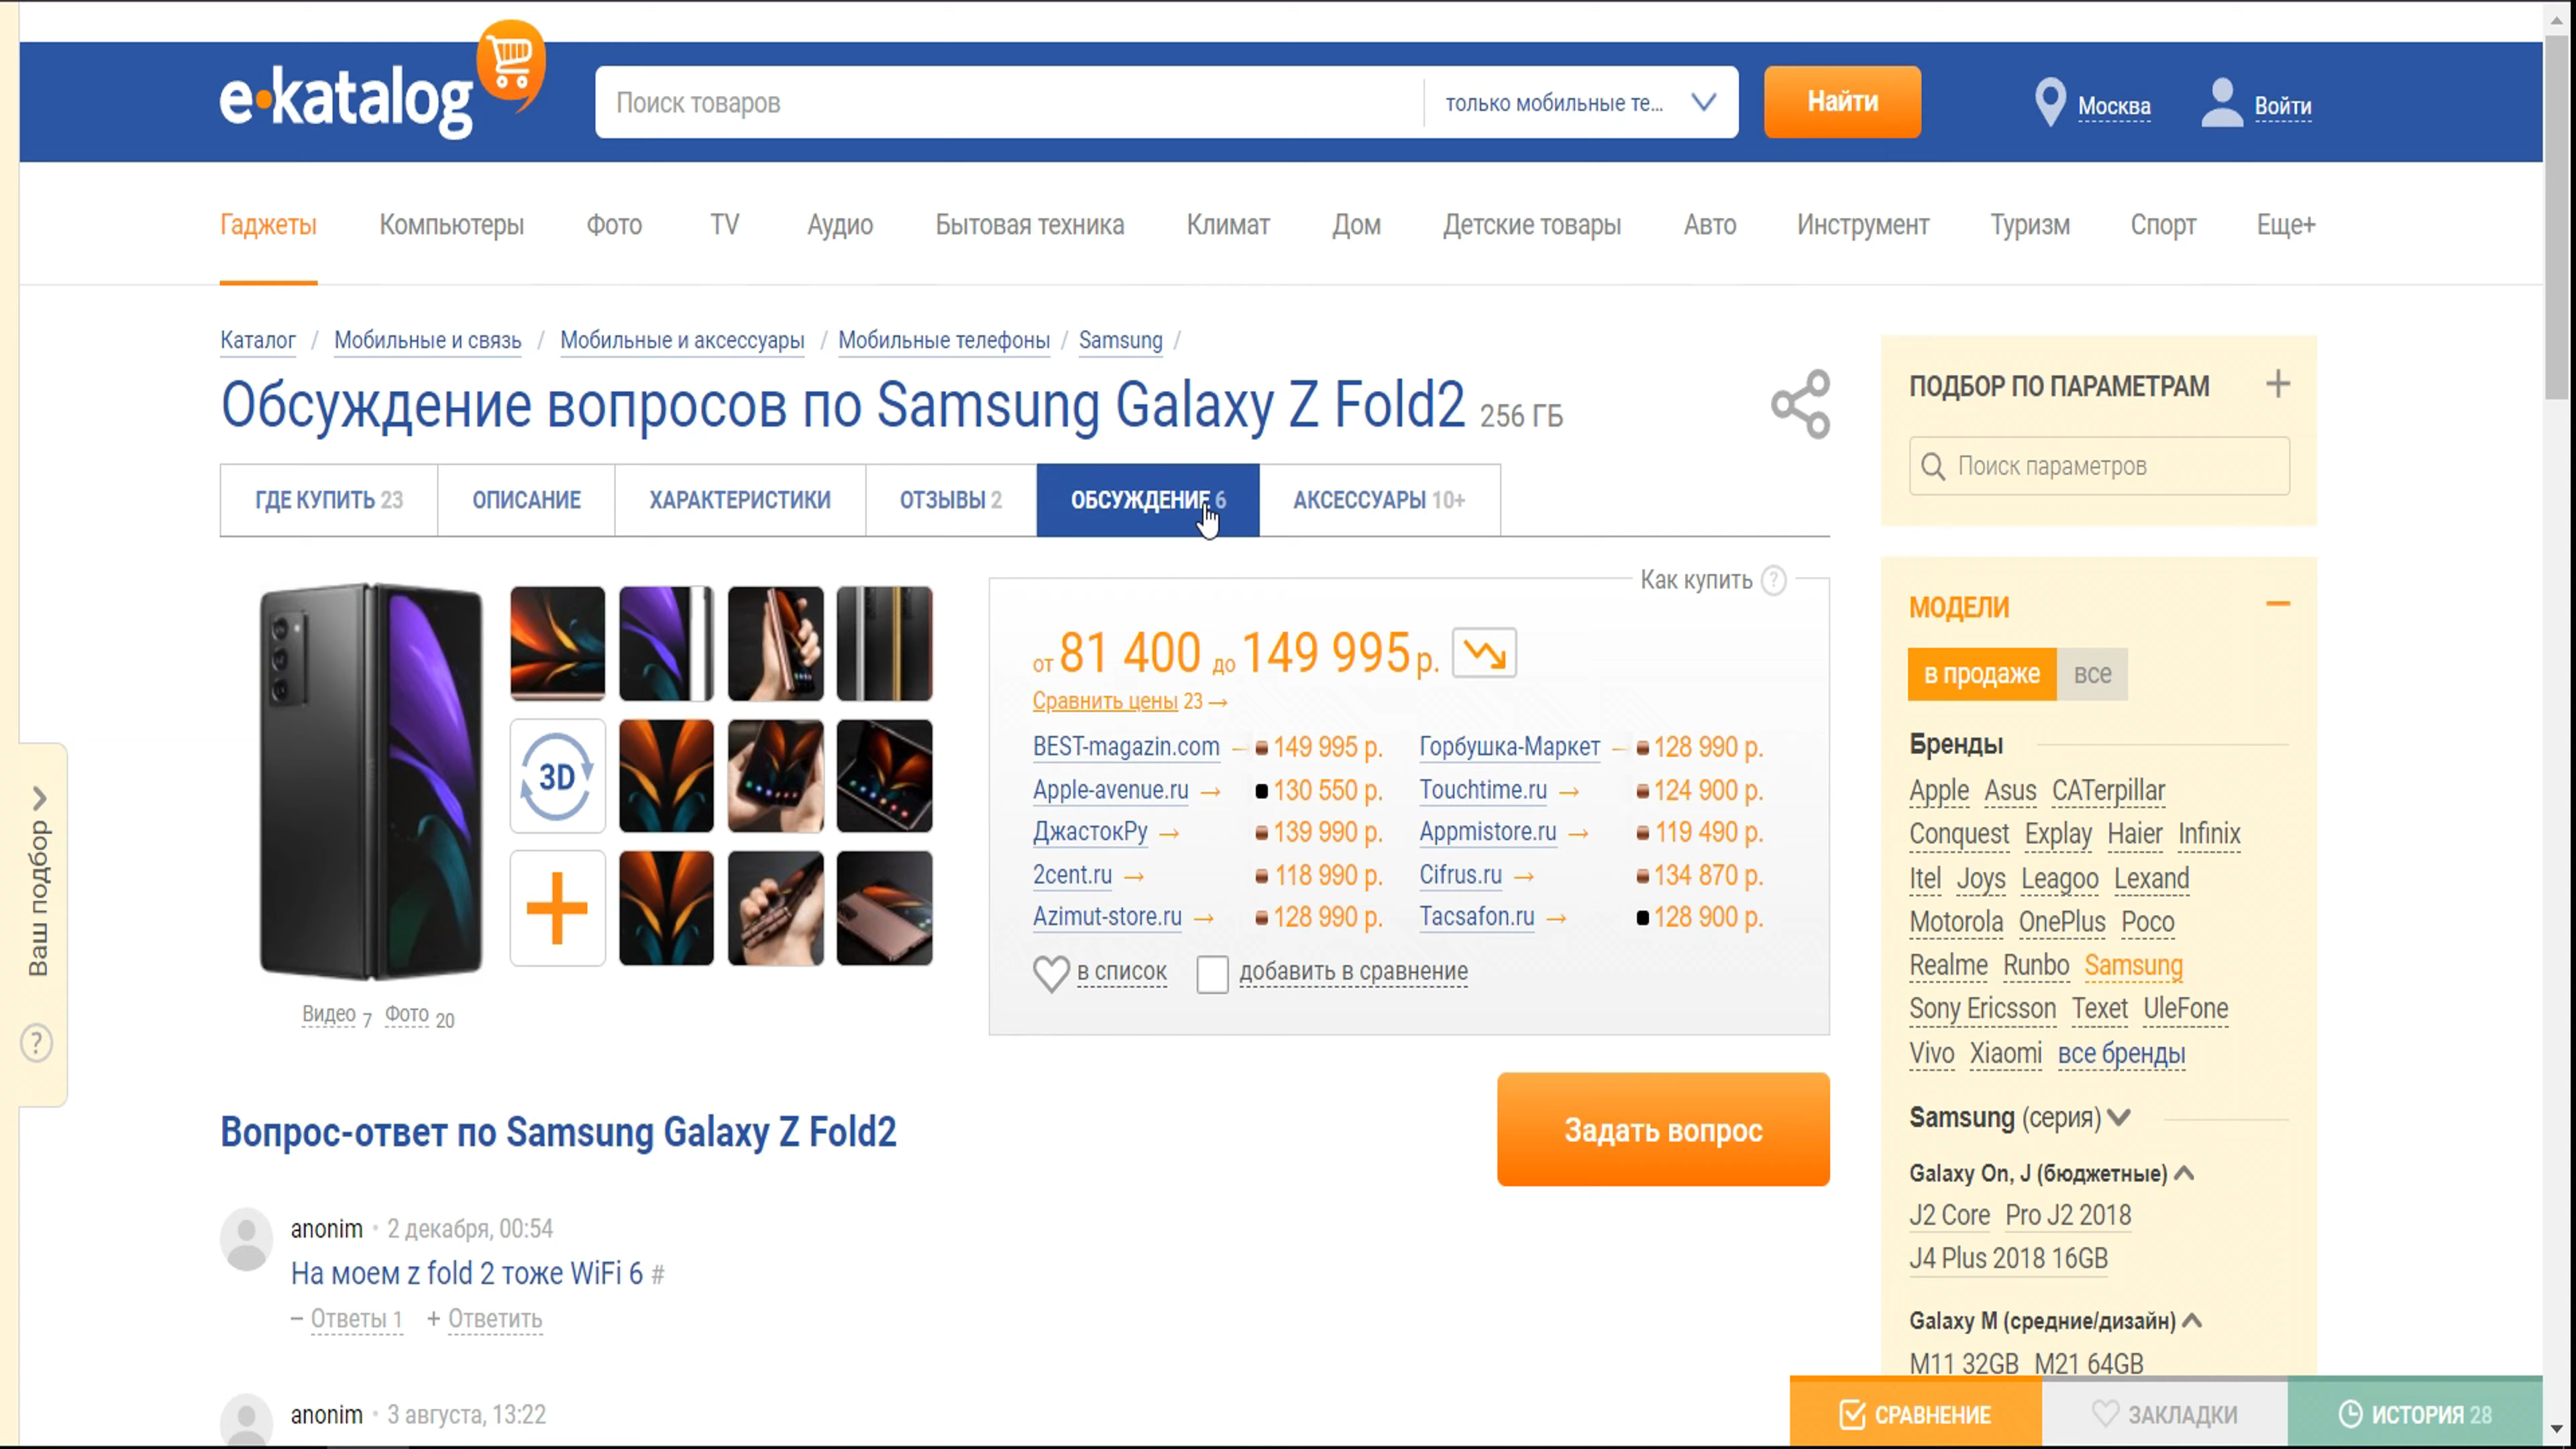 e•katalog
Поиск товаров
только мобильные те...
Найти
Москва
Войти
Гаджеты Компьютеры Фото TV Аудио Бытовая техника Климат Дом Детские товары Авто Инструмент Туризм Спорт Еще+
Каталог / Мобильные и связь / Мобильные и аксессуары / Мобильные телефоны / Samsung /
Обсуждение вопросов по Samsung Galaxy Z Fold2 256 ГБ
ГДЕ КУПИТЬ 23 ОПИСАНИЕ ХАРАКТЕРИСТИКИ ОТЗЫВЫ 2 ОБСУЖДЕНИЕ 6 АКСЕССУАРЫ 10+
3D
Видео 7 Фото 20
Как купить ?
от 81 400 до 149 995 р.
Сравнить цены 23 →
BEST-magazin.com → 149 995 р. Горбушка-Маркет → 128 990 р.
Apple-avenue.ru → 130 550 р. Touchtime.ru → 124 900 р.
ДжастокРу → 139 990 р. Appmistore.ru → 119 490 р.
2cent.ru → 118 990 р. Cifrus.ru → 134 870 р.
Azimut-store.ru → 128 990 р. Tacsafon.ru → 128 900 р.
в список добавить в сравнение
Вопрос-ответ по Samsung Galaxy Z Fold2
Задать вопрос
anonim • 2 декабря, 00:54
На моем z fold 2 тоже WiFi 6 #
− Ответы 1 + Ответить
anonim • 3 августа, 13:22
Ваш подбор
?
ПОДБОР ПО ПАРАМЕТРАМ +
Поиск параметров
МОДЕЛИ −
в продаже все
Бренды
Apple Asus CATerpillar
Conquest Explay Haier Infinix
Itel Joys Leagoo Lexand
Motorola OnePlus Poco
Realme Runbo Samsung
Sony Ericsson Texet UleFone
Vivo Xiaomi все бренды
Samsung (серия)
Galaxy On, J (бюджетные)
J2 Core Pro J2 2018
J4 Plus 2018 16GB
Galaxy M (средние/дизайн)
M11 32GB M21 64GB
СРАВНЕНИЕ ЗАКЛАДКИ ИСТОРИЯ 28